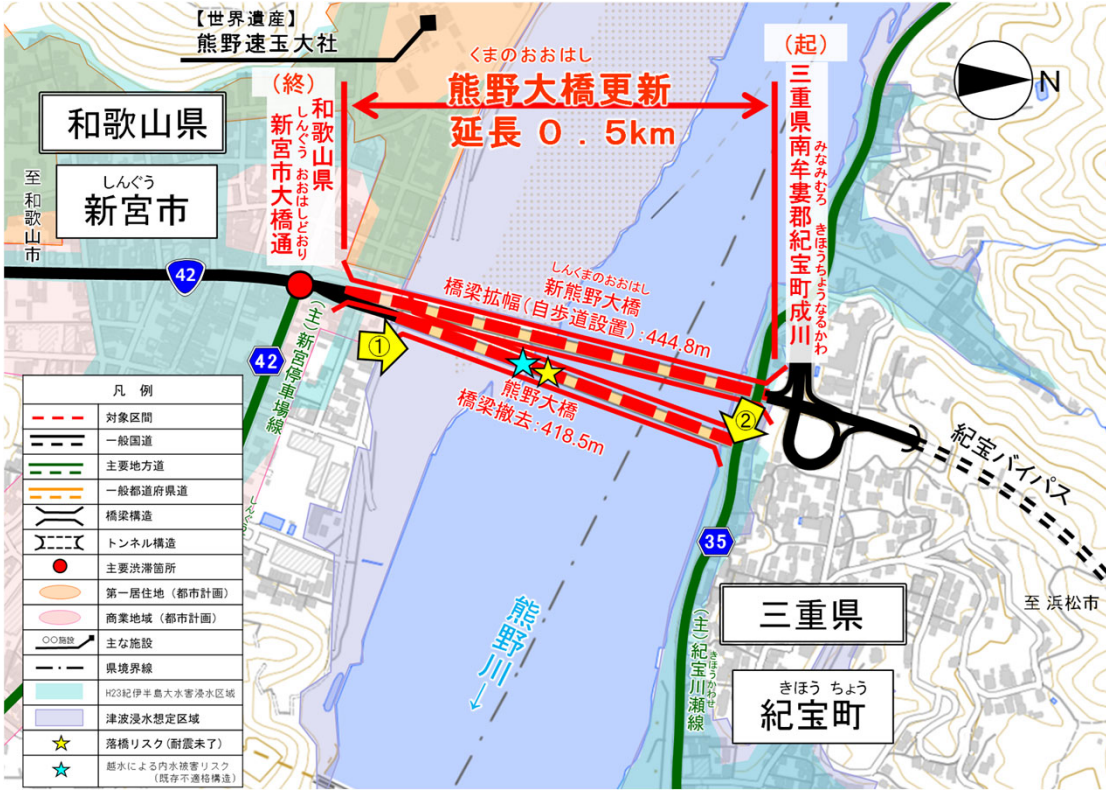 【世界遺産】
熊野速玉大社
くまのおおはし
熊野大橋更新
延長 0.5km
(終)
和歌山県
しんぐう おおはしどおり
新宮市大橋通
(起)
みなみむろ きほうちょうなるかわ
三重県南牟婁郡紀宝町成川
N
和歌山県
しんぐう
新宮市
至 和歌山市
42
42
(主)新宮停車場線
しんくまのおおはし
新熊野大橋
橋梁拡幅(自歩道設置):444.8m
①
熊野大橋
橋梁撤去:418.5m
②
紀宝バイパス
35
至 浜松市
熊野川
←
きほうかわせ
(主)紀宝川瀬線
三重県
きほう ちょう
紀宝町
しんぐう
凡 例
対象区間
一般国道
主要地方道
一般都道府県道
橋梁構造
トンネル構造
主要渋滞箇所
第一居住地(都市計画)
商業地域(都市計画)
○○施設
主な施設
県境界線
H23紀伊半島大水害浸水区域
津波浸水想定区域
落橋リスク(耐震未了)
越水による内水被害リスク
(既存不適格構造)